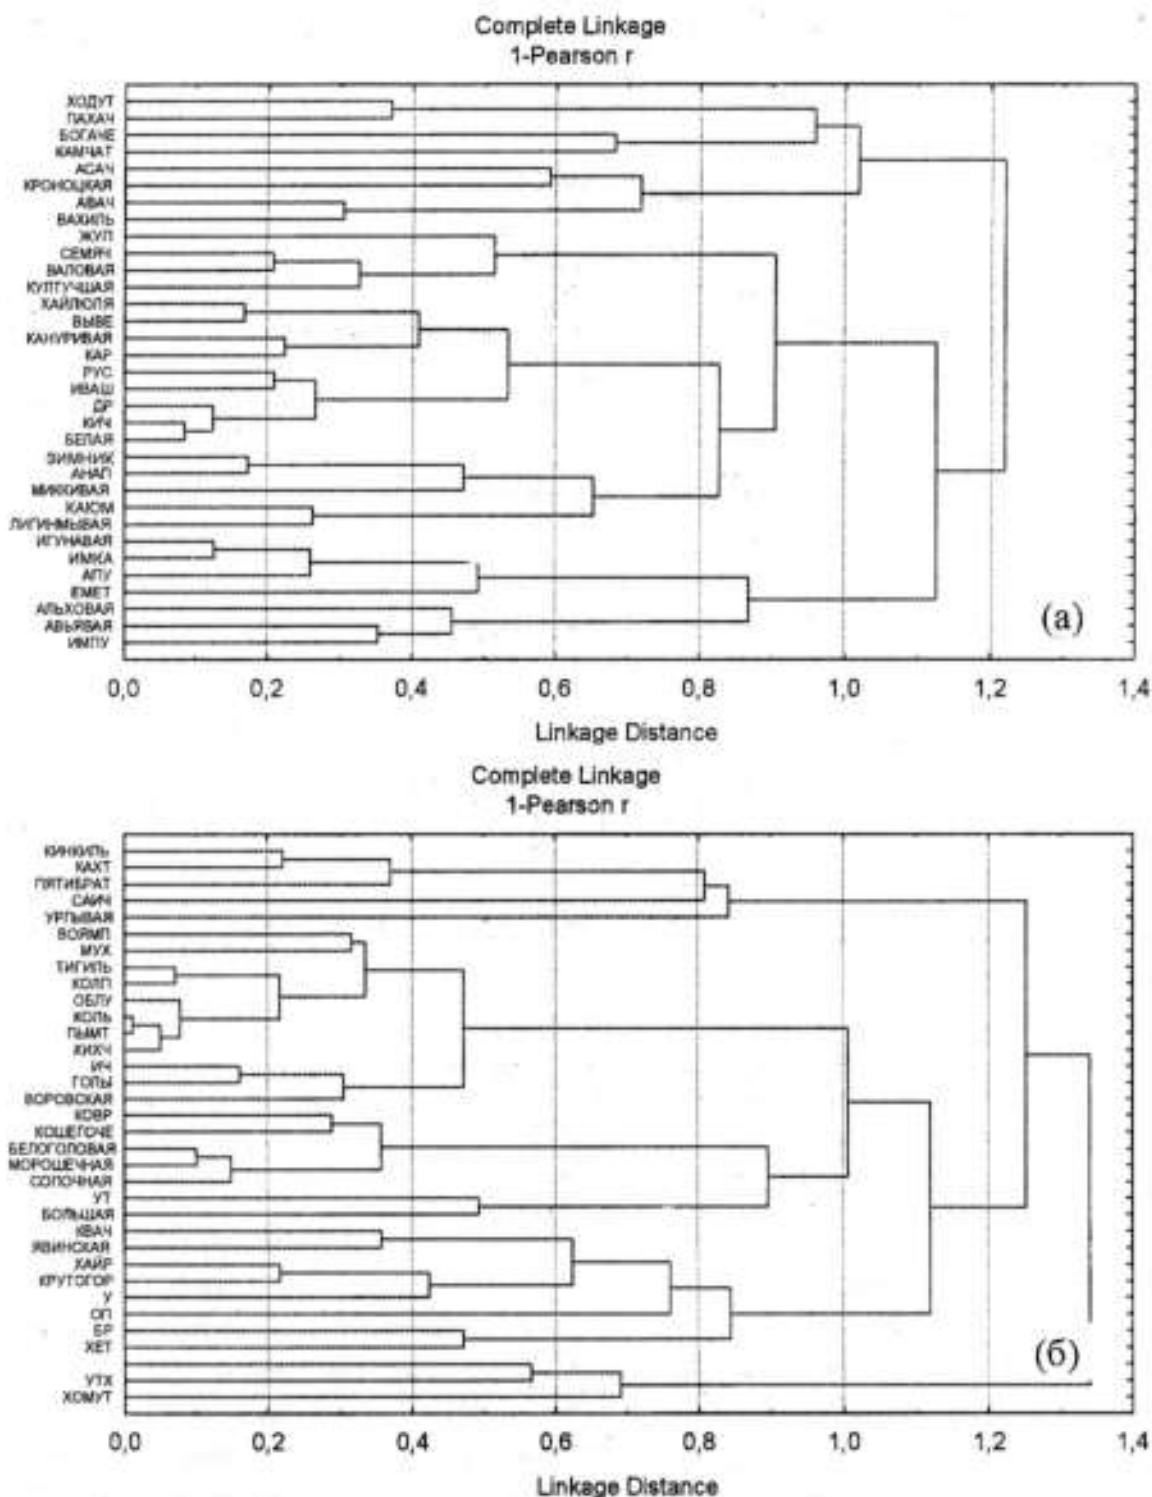 Complete Linkage
1-Pearson r
ХОДУТ
ПАХАЧ
БОГАЧЕ
КАМЧАТ
АСАЧ
КРОНОЦКАЯ
АВАЧ
ВАХИЛЬ
ЖУП
СЕМЯЧ
ВАЛОВАЯ
КУЛТУЧШАЯ
ХАЙЛЮЛЯ
ВЫВЕ
КАНУРИВАЯ
КАР
РУС
ИВАШ
ДР
КИЧ
БЕЛАЯ
ЗИМНИК
АНАП
МИККИВАЯ
КАЮМ
ЛИГИНМЫВАЯ
ИГУНАВАЯ
ИМКА
АПУ
ЕМЕТ
АЛЬХОВАЯ
АВЬЯВАЯ
ИМПУ
(а)
0,0 0,2 0,4 0,6 0,8 1,0 1,2 1,4
Linkage Distance
Complete Linkage
1-Pearson r
КИНКИЛЬ
КАХТ
ПЯТИБРАТ
САИЧ
УРЛЫВАЯ
ВОЯМП
МУХ
ТИГИЛЬ
КОЛП
ОБЛУ
КОЛЬ
ПЫМТ
КИХЧ
ИЧ
ГОЛЫ
ВОРОВСКАЯ
КОВР
КОШЕГОЧЕ
БЕЛОГОЛОВАЯ
МОРОШЕЧНАЯ
СОПОЧНАЯ
УТ
БОЛЬШАЯ
КВАЧ
ЯВИНСКАЯ
ХАЙР
КРУТОГОР
У
ОП
БР
ХЕТ
(б)
УТХ
ХОМУТ
0,0 0,2 0,4 0,6 0,8 1,0 1,2 1,4
Linkage Distance